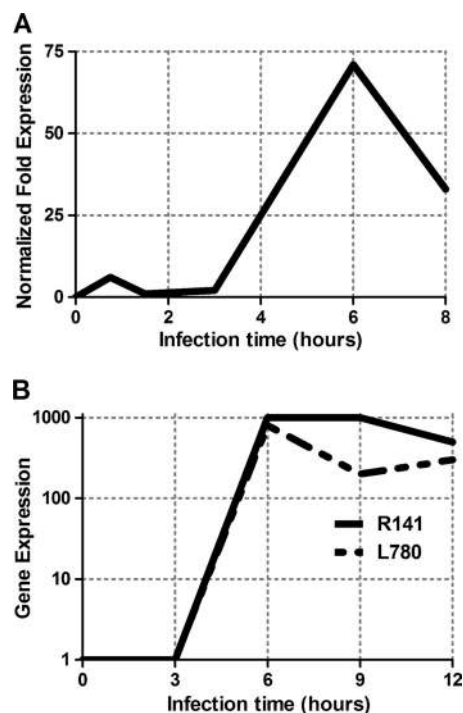 A
Normalized Fold Expression
75
50
25
0
0 2 4 6 8
Infection time (hours)
B
Gene Expression
1000
100
10
1
R141
L780
0 3 6 9 12
Infection time (hours)